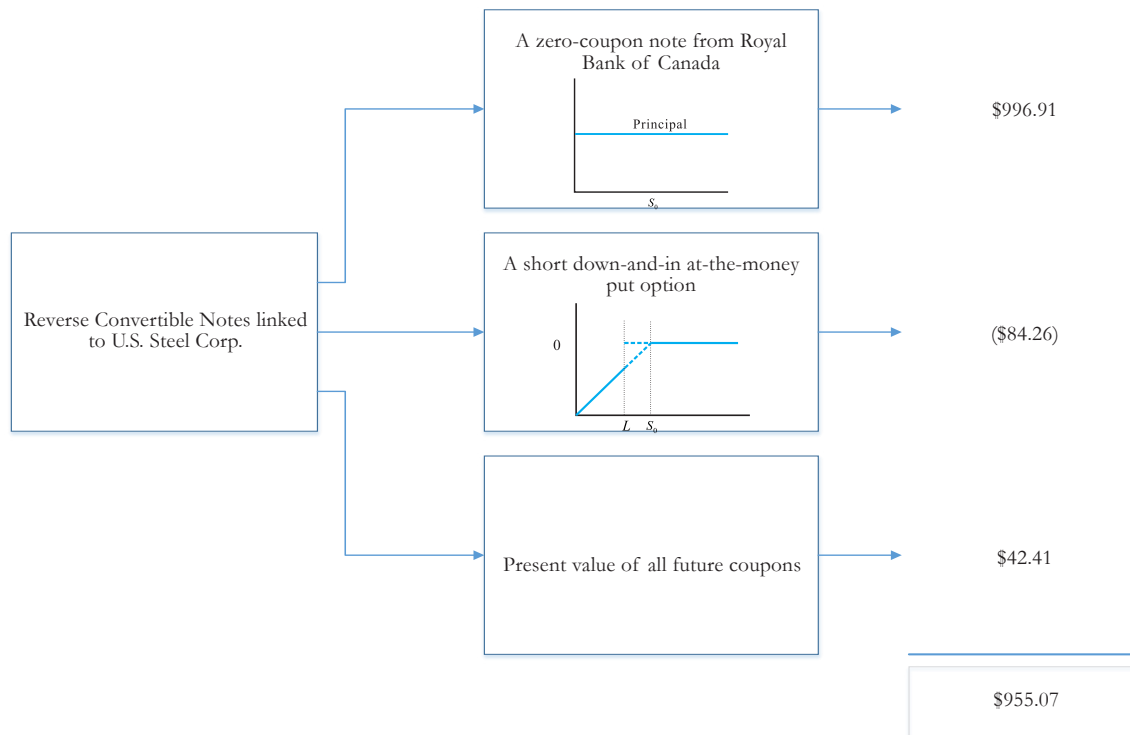 A zero-coupon note from Royal
Bank of Canada
Principal
S₀
$996.91
Reverse Convertible Notes linked
to U.S. Steel Corp.
A short down-and-in at-the-money
put option
0
L
S₀
($84.26)
Present value of all future coupons
$42.41
$955.07